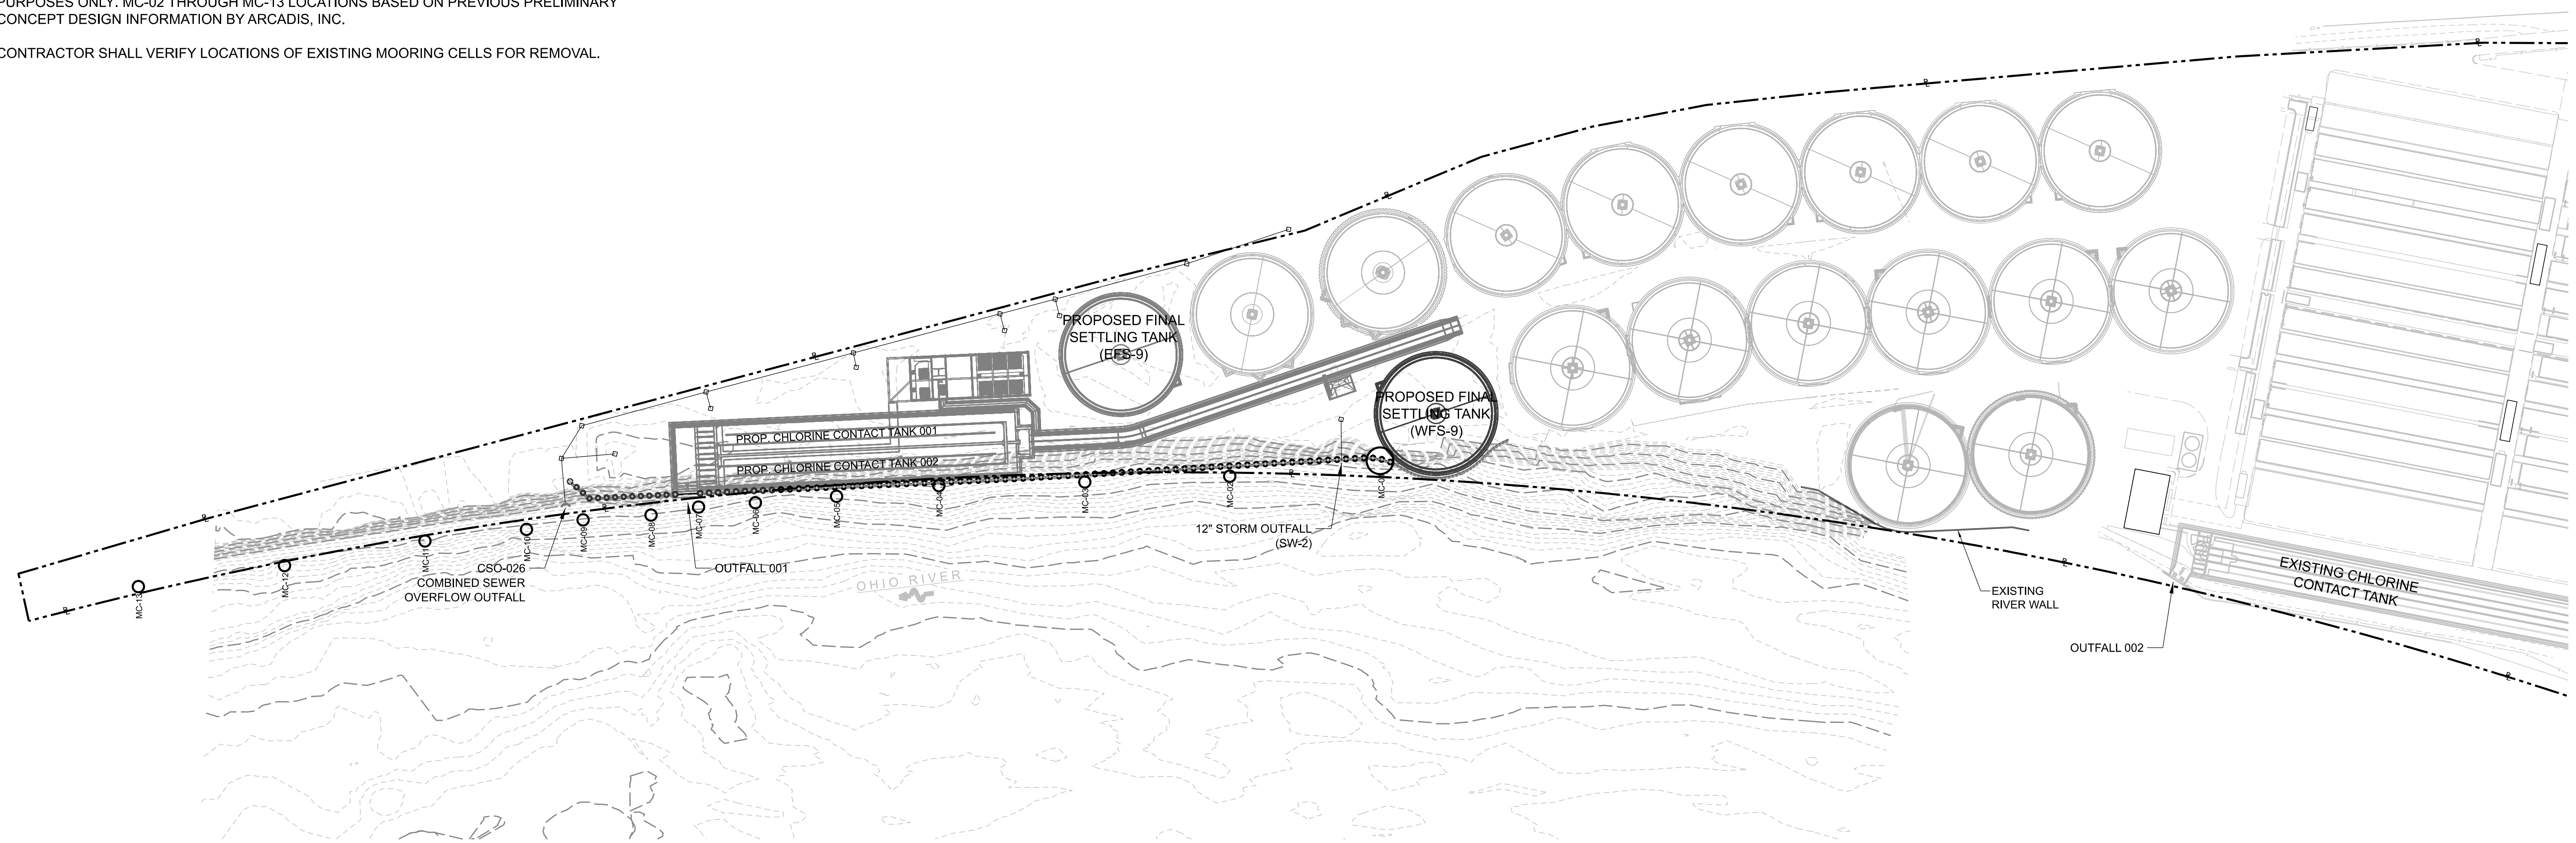 PURPOSES ONLY. MC-02 THROUGH MC-13 LOCATIONS BASED ON PREVIOUS PRELIMINARY
CONCEPT DESIGN INFORMATION BY ARCADIS, INC.
CONTRACTOR SHALL VERIFY LOCATIONS OF EXISTING MOORING CELLS FOR REMOVAL.
PROPOSED FINAL
SETTLING TANK
(EFS-9)
PROPOSED FINAL
SETTLING TANK
(WFS-9)
PROP. CHLORINE CONTACT TANK 001
PROP. CHLORINE CONTACT TANK 002
MC-13
MC-12
MC-11
MC-10
MC-09
MC-08
MC-07
MC-06
MC-05
MC-04
MC-03
MC-02
12" STORM OUTFALL
(SW-2)
CSO-026
COMBINED SEWER
OVERFLOW OUTFALL
OUTFALL 001
OHIO RIVER
EXISTING
RIVER WALL
EXISTING CHLORINE
CONTACT TANK
OUTFALL 002